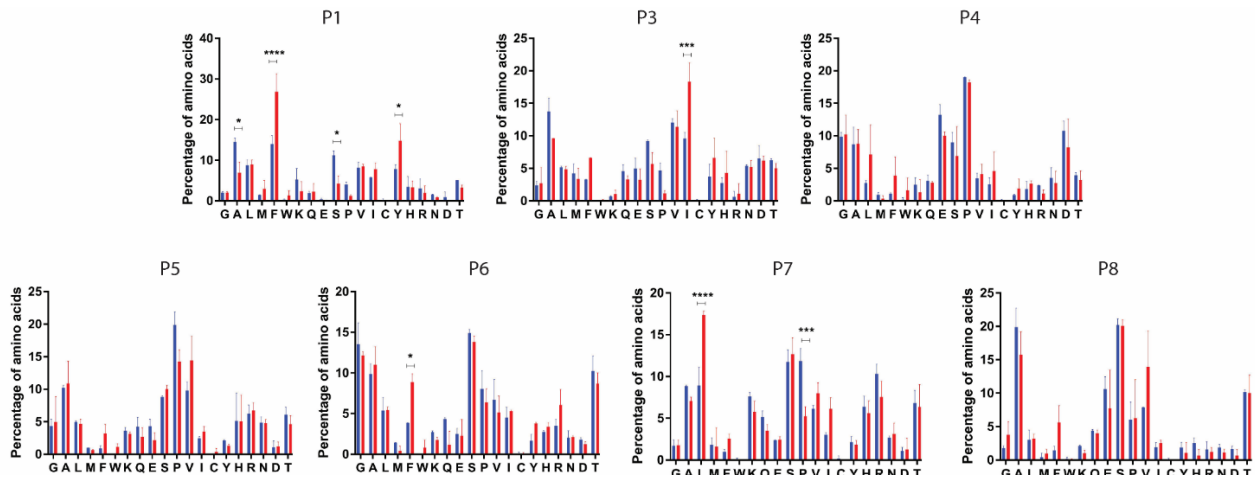 P1
Percentage of amino acids
40
30
20
10
0
*
****
*
*
G A L M F W K Q E S P V I C Y H R N D T
P3
Percentage of amino acids
25
20
15
10
5
0
***
G A L M F W K Q E S P V I C Y H R N D T
P4
Percentage of amino acids
25
20
15
10
5
0
G A L M F W K Q E S P V I C Y H R N D T
P5
Percentage of amino acids
25
20
15
10
5
0
G A L M F W K Q E S P V I C Y H R N D T
P6
Percentage of amino acids
20
15
10
5
0
*
G A L M F W K Q E S P V I C Y H R N D T
P7
Percentage of amino acids
20
15
10
5
0
****
***
G A L M F W K Q E S P V I C Y H R N D T
P8
Percentage of amino acids
25
20
15
10
5
0
G A L M F W K Q E S P V I C Y H R N D T